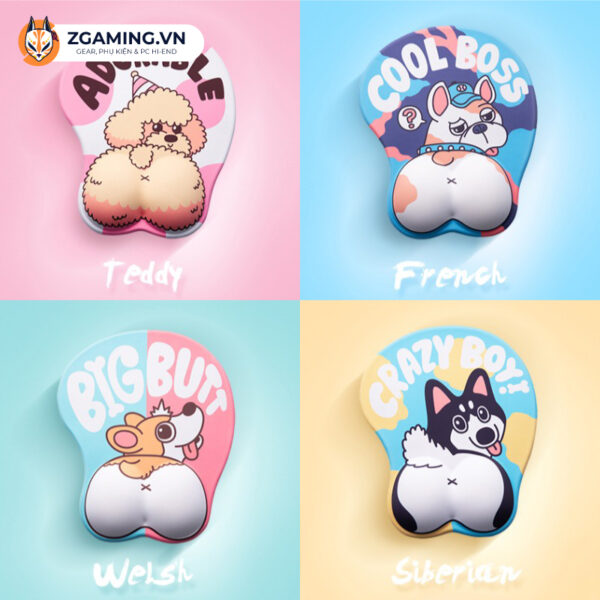 ZGAMING.VN
GEAR, PHỤ KIỆN & PC HI-END
ADORABLE
Teddy
COOL BOSS
?
French
BIG BUTT
Welsh
CRAZY BOY!
Siberian